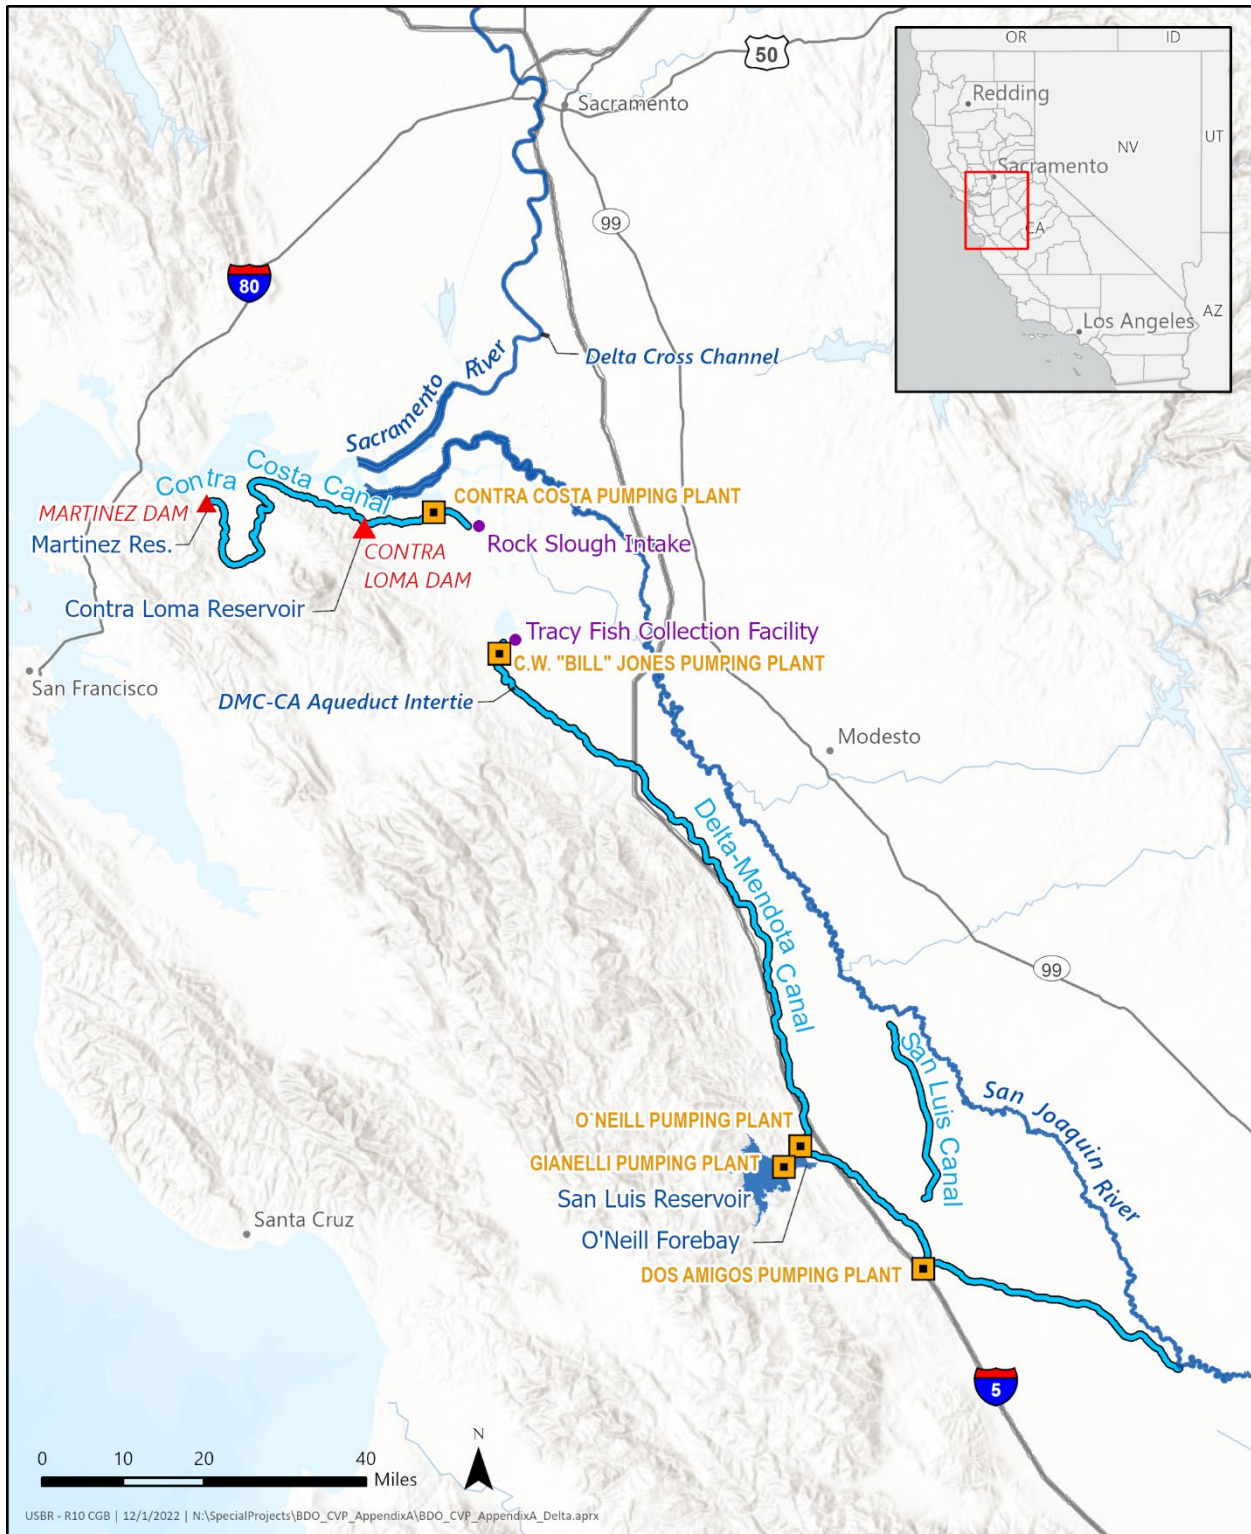 OR
ID
50
Redding
Sacramento
NV
UT
Sacramento
CA
99
AZ
Los Angeles
80
Delta Cross Channel
Sacramento River
Contra Costa Canal
CONTRA COSTA PUMPING PLANT
MARTINEZ DAM
Martinez Res.
Rock Slough Intake
CONTRA
LOMA DAM
Contra Loma Reservoir
Tracy Fish Collection Facility
C.W. "BILL" JONES PUMPING PLANT
San Francisco
DMC-CA Aqueduct Intertie
Modesto
Delta-Mendota Canal
99
San Luis Canal
San Joaquin River
O`NEILL PUMPING PLANT
GIANELLI PUMPING PLANT
San Luis Reservoir
Santa Cruz
O'Neill Forebay
DOS AMIGOS PUMPING PLANT
5
N
0 10 20 40
Miles
USBR - R10 CGB | 12/1/2022 | N:\SpecialProjects\BDO_CVP_AppendixA\BDO_CVP_AppendixA_Delta.aprx